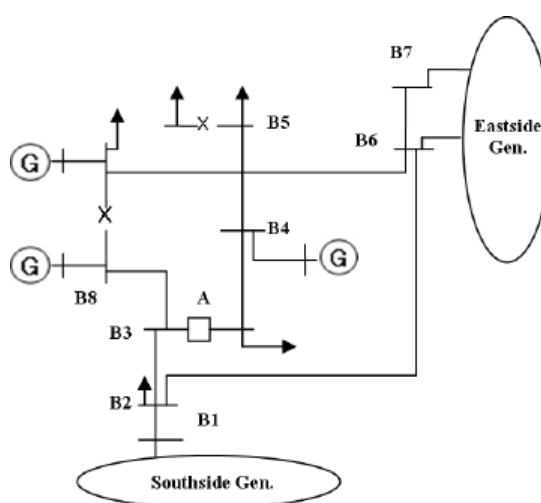 B7
Eastside
Gen.
B5
B6
X
G
B4
X
G
G
B8
A
B3
B2
B1
Southside Gen.